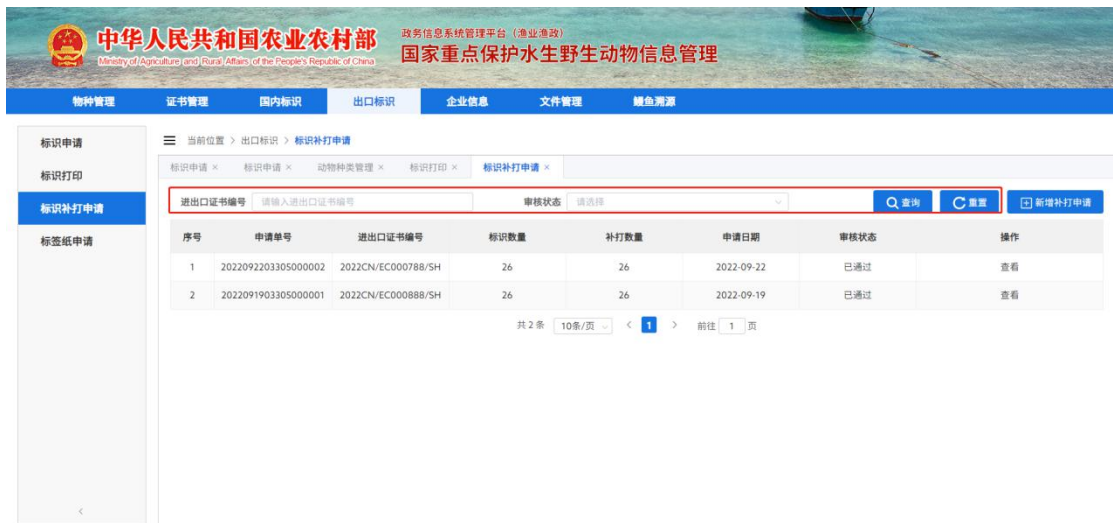 中华人民共和国农业农村部
Ministry of Agriculture and Rural Affairs of the People's Republic of China
政务信息系统管理平台（渔业渔政）
国家重点保护水生野生动物信息管理
物种管理 证书管理 国内标识 出口标识 企业信息 文件管理 鳗鱼溯源
标识申请
标识打印
标识补打申请
标签纸申请
当前位置 > 出口标识 > 标识补打申请
标识申请 × 标识申请 × 动物种类管理 × 标识打印 × 标识补打申请 ×
进出口证书编号 请输入进出口证书编号 审核状态 请选择 查询 重置 新增补打申请
序号 申请单号 进出口证书编号 标识数量 补打数量 申请日期 审核状态 操作
1 2022092203305000002 2022CN/EC000788/SH 26 26 2022-09-22 已通过 查看
2 2022091903305000001 2022CN/EC000888/SH 26 26 2022-09-19 已通过 查看
共 2 条 10条/页 < 1 > 前往 1 页
<